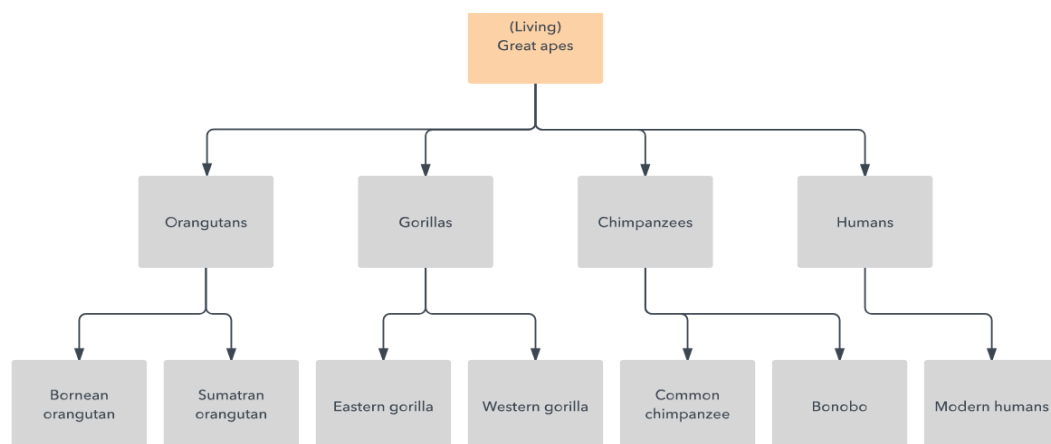 (Living)
Great apes
Orangutans
Gorillas
Chimpanzees
Humans
Bornean
orangutan
Sumatran
orangutan
Eastern gorilla
Western gorilla
Common
chimpanzee
Bonobo
Modern humans